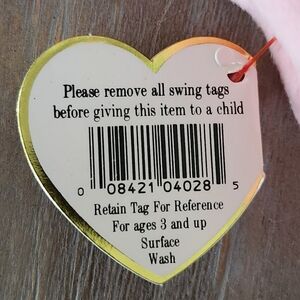 Please remove all swing tags
before giving this item to a child
0 08421 04028 5
Retain Tag For Reference
For ages 3 and up
Surface
Wash